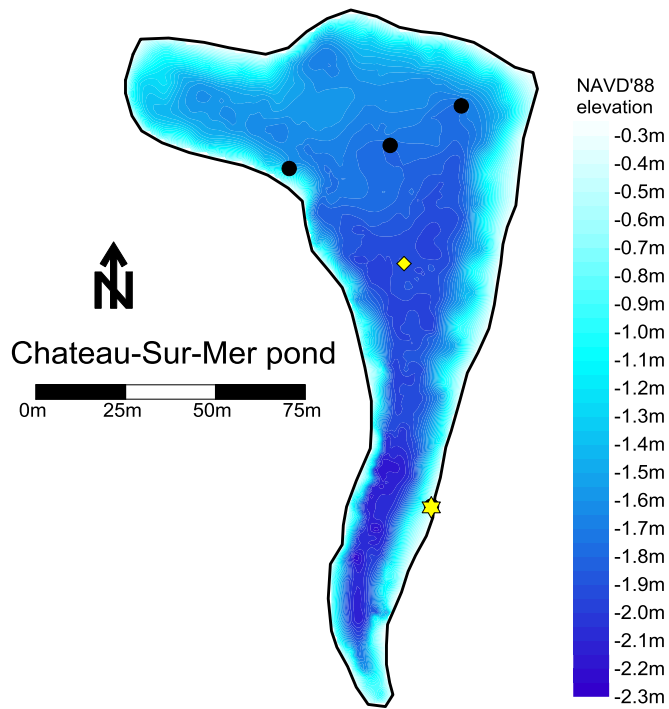 NAVD'88
elevation
-0.3m
-0.4m
-0.5m
-0.6m
-0.7m
-0.8m
-0.9m
-1.0m
-1.1m
-1.2m
-1.3m
-1.4m
-1.5m
-1.6m
-1.7m
-1.8m
-1.9m
-2.0m
-2.1m
-2.2m
-2.3m
N
Chateau-Sur-Mer pond
0m 25m 50m 75m